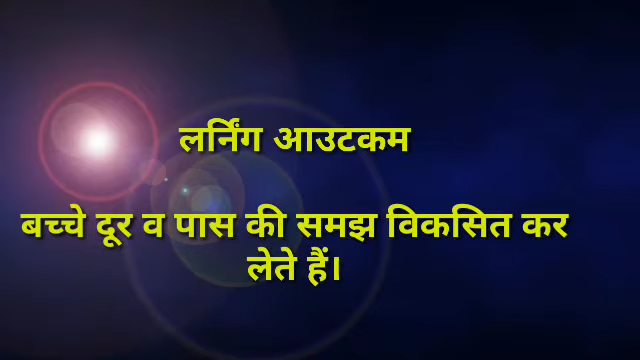 लर्निंग आउटकम
बच्चे दूर व पास की समझ विकसित कर
लेते हैं।